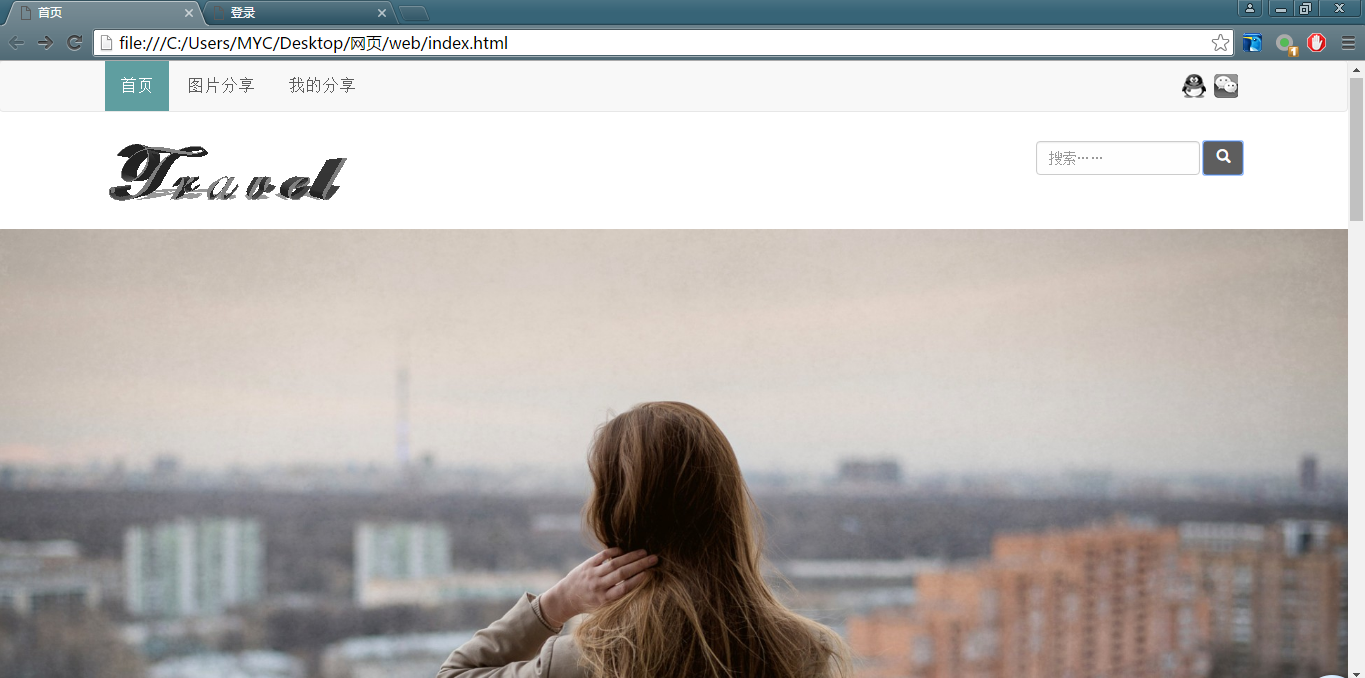 首页
登录
file:///C:/Users/MYC/Desktop/网页/web/index.html
1
首页 图片分享 我的分享
Travel
搜索……